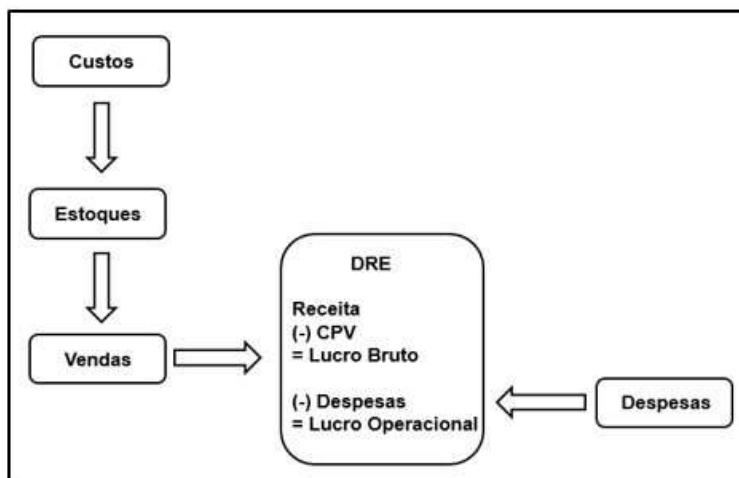 Custos
Estoques
Vendas
DRE
Receita
(-) CPV
= Lucro Bruto
(-) Despesas
= Lucro Operacional
Despesas